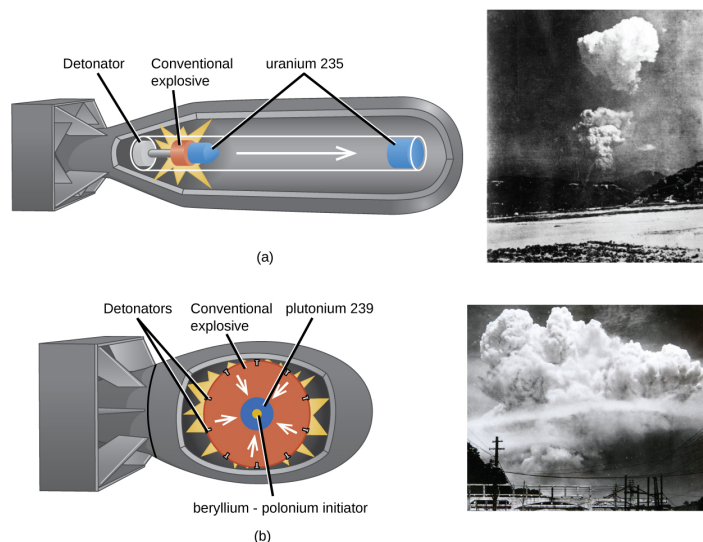 Detonator
Conventional
explosive
uranium 235
(a)
Detonators
Conventional
explosive
plutonium 239
beryllium - polonium initiator
(b)